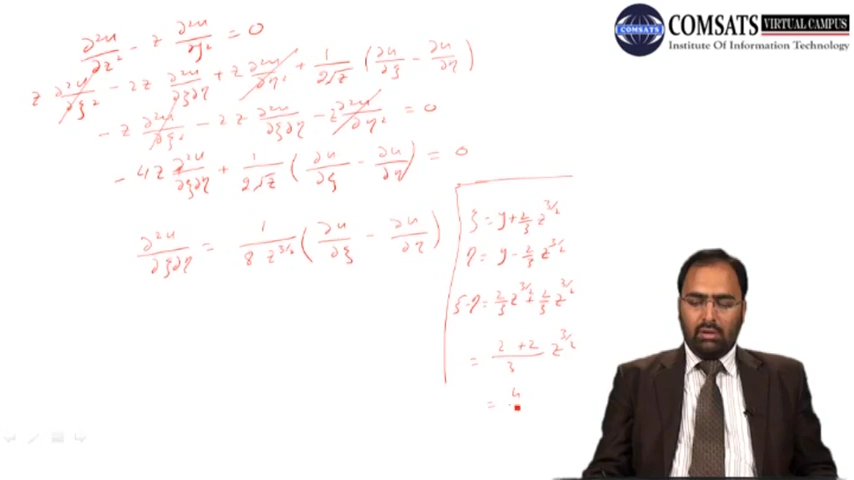 COMSATS VIRTUAL CAMPUS
Institute Of Information Technology
∂²u/∂z² - z ∂²u/∂y² = 0
z ∂²u/∂ξ² - 2z ∂²u/∂ξ∂η + z ∂²u/∂η² + 1/2√z (∂u/∂ξ - ∂u/∂η)
- z ∂²u/∂ξ² - 2z ∂²u/∂ξ∂η - z ∂²u/∂η² = 0
- 4z ∂²u/∂ξ∂η + 1/2√z (∂u/∂ξ - ∂u/∂η) = 0
∂²u/∂ξ∂η = 1/8 z^3/2 (∂u/∂ξ - ∂u/∂η)
ξ = y + 2/3 z^3/2
η = y - 2/3 z^3/2
ξ-η = 2/3 z^3/2 + 2/3 z^3/2
= 2+2/3 z^3/2
= 4